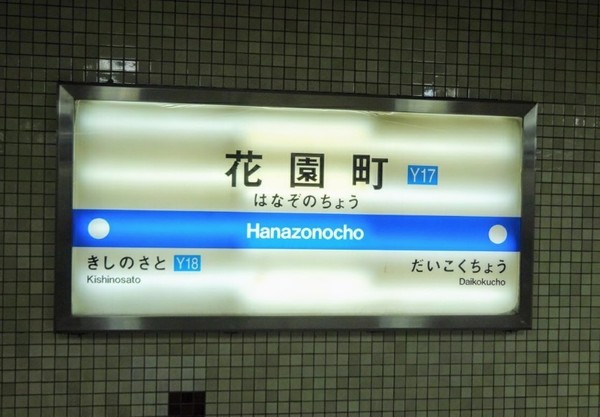 花園町 Y17
はなぞのちょう
Hanazonocho
きしのさと Y18
Kishinosato
だいこくちょう
Daikokucho